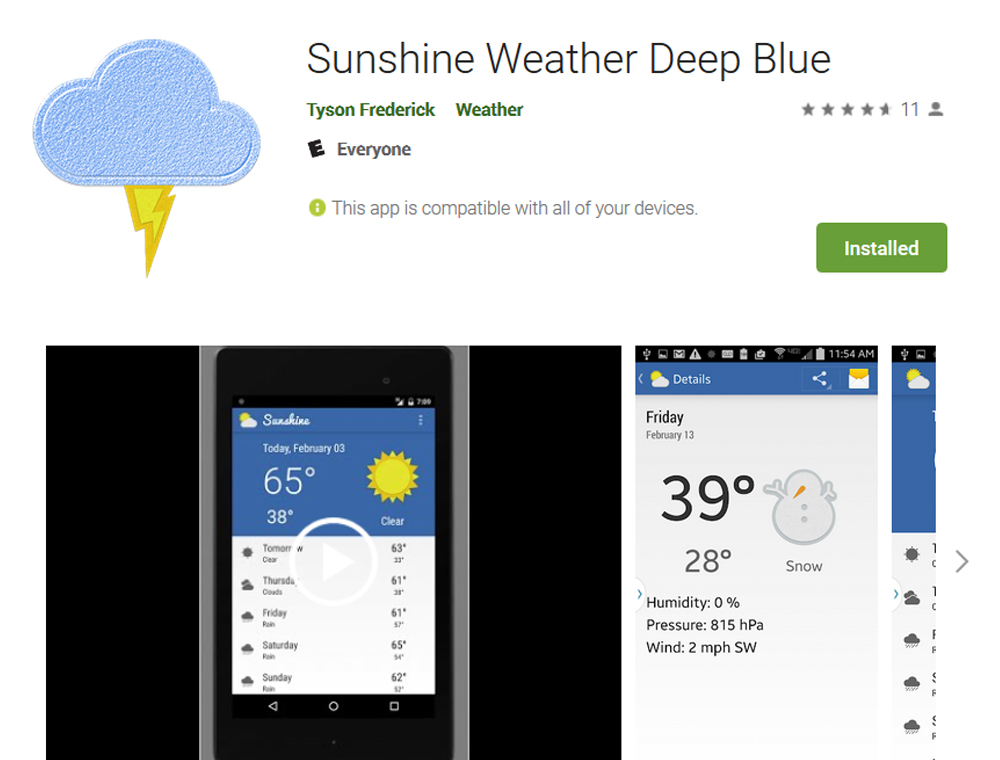 Sunshine Weather Deep Blue
Tyson Frederick Weather
11
E Everyone
This app is compatible with all of your devices.
Installed
7:00
Sunshine
Today, February 03
65°
38°
Clear
Tomorrow 63°
Clear 33°
Thursday 61°
Clouds 38°
Friday 61°
Rain 57°
Saturday 65°
Rain 54°
Sunday 62°
Rain 52°
11:54 AM
Details
Friday
February 13
39°
28°
Snow
Humidity: 0 %
Pressure: 815 hPa
Wind: 2 mph SW